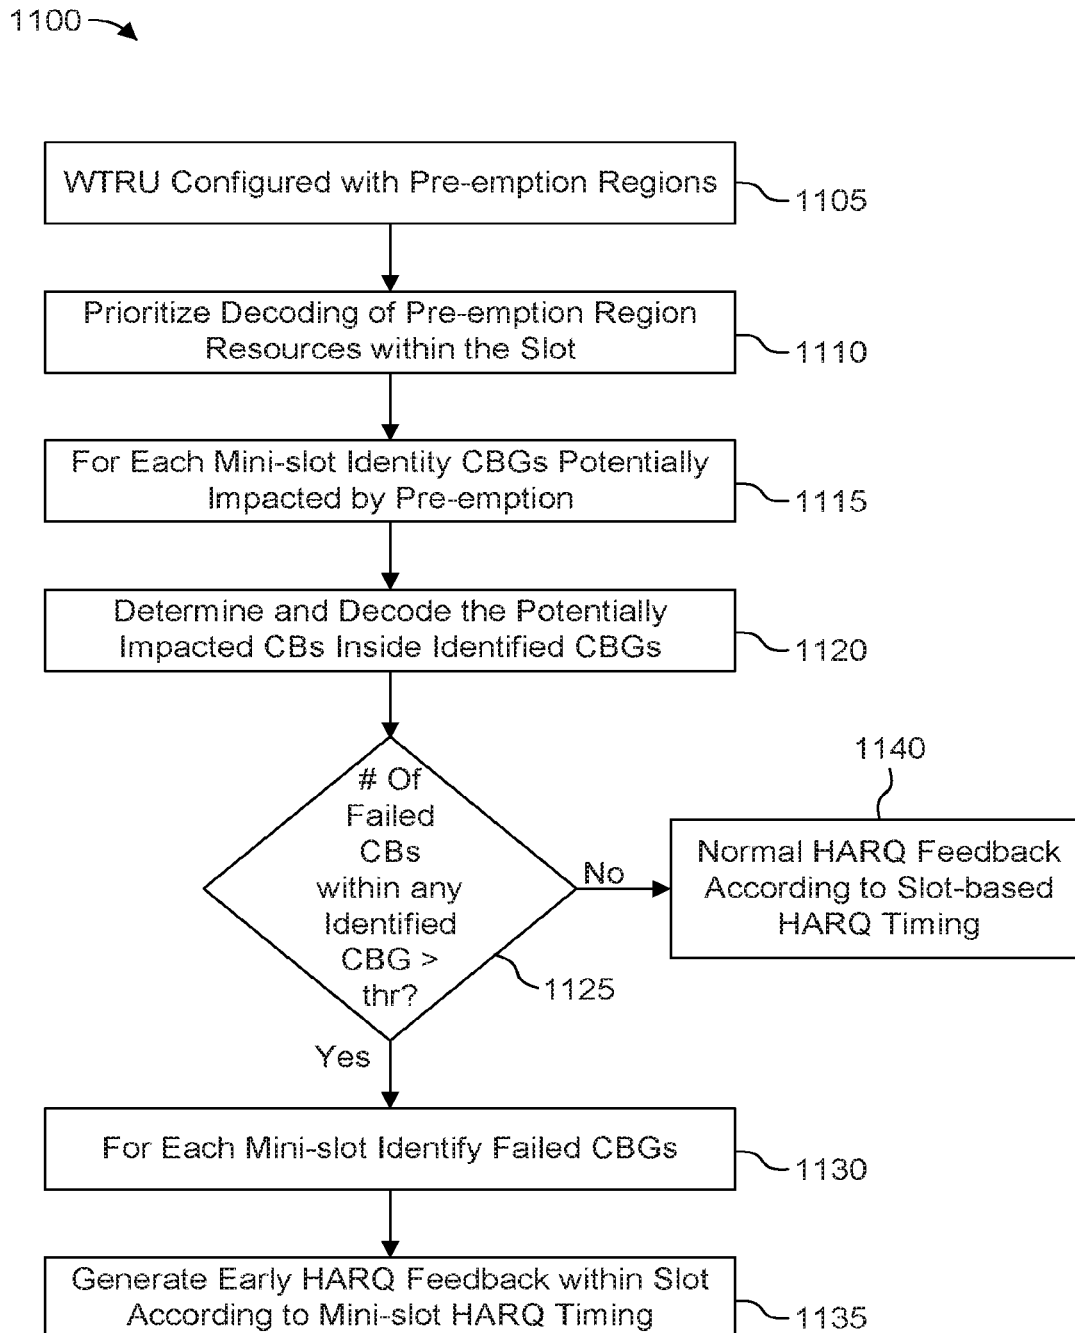 1100
WTRU Configured with Pre-emption Regions
1105
Prioritize Decoding of Pre-emption Region
Resources within the Slot
1110
For Each Mini-slot Identity CBGs Potentially
Impacted by Pre-emption
1115
Determine and Decode the Potentially
Impacted CBs Inside Identified CBGs
1120
# Of
Failed
CBs
within any
Identified
CBG >
thr?
1125
No
1140
Normal HARQ Feedback
According to Slot-based
HARQ Timing
Yes
For Each Mini-slot Identify Failed CBGs
1130
Generate Early HARQ Feedback within Slot
According to Mini-slot HARQ Timing
1135